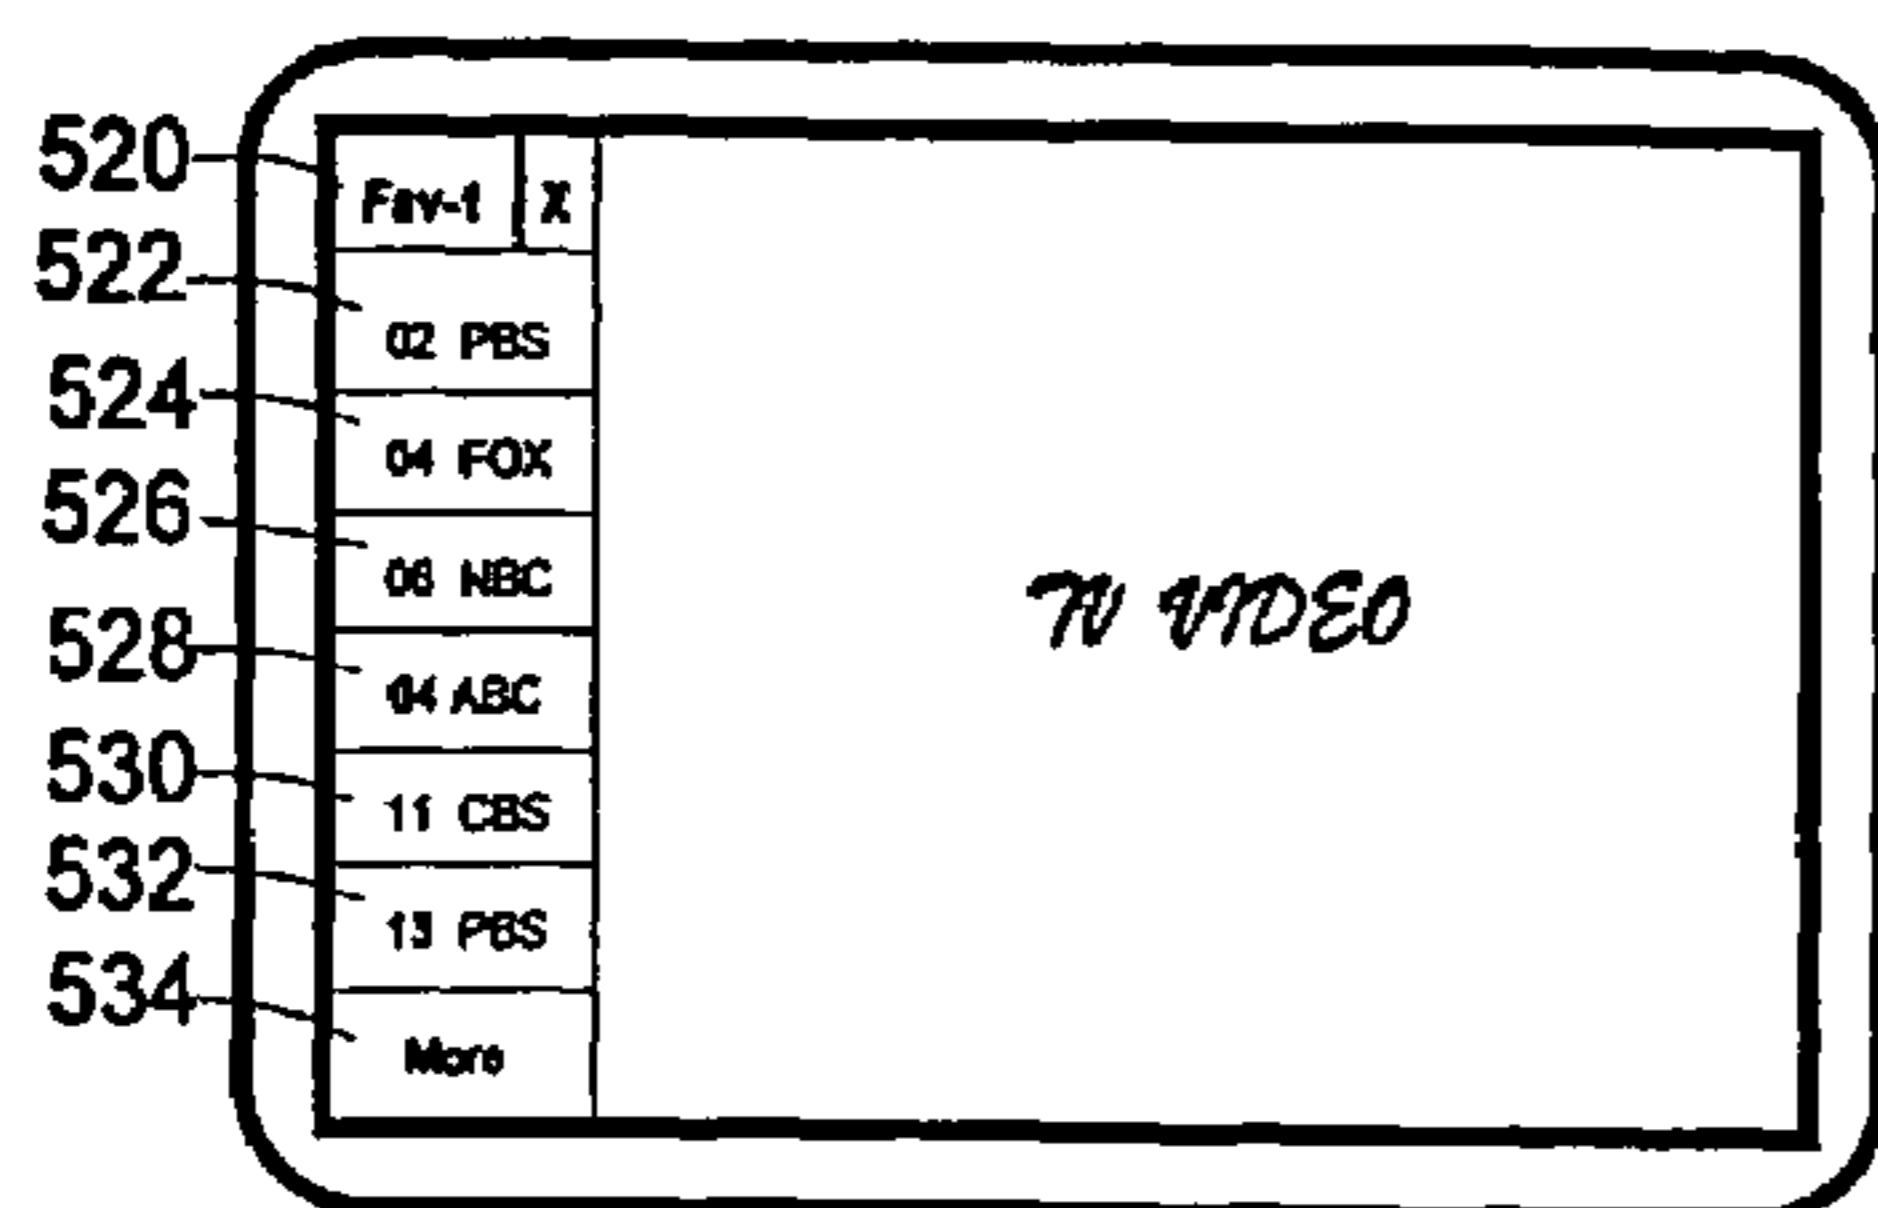 520
Fav-1 X
522
02 PBS
524
04 FOX
526
06 NBC
528
04 ABC
530
11 CBS
532
13 PBS
534
More
TV VIDEO